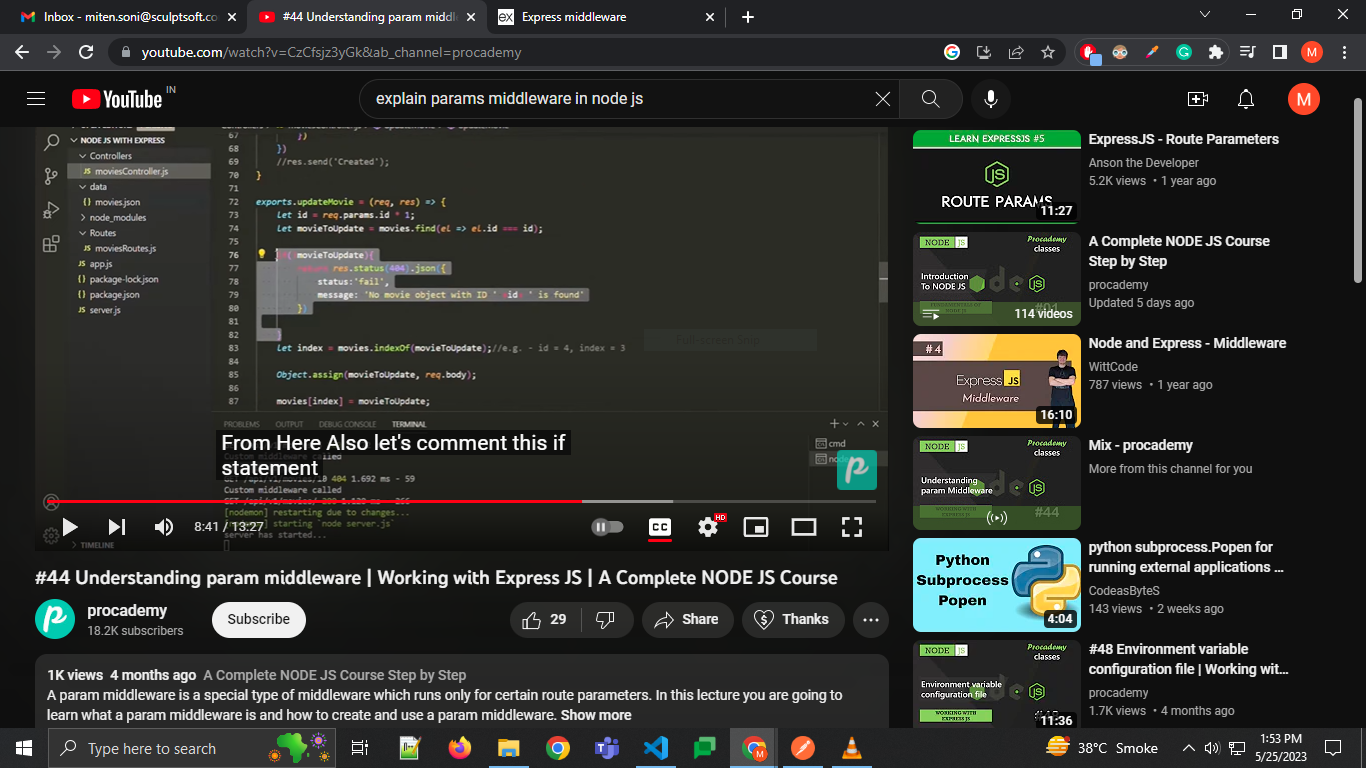 Inbox - miten.soni@sculptsoft.co
#44 Understanding param middl
Express middleware
youtube.com/watch?v=CzCfsjz3yGk&ab_channel=procademy
YouTube IN
explain params middleware in node js
M
NODE JS WITH EXPRESS
Controllers
moviesController.js
data
movies.json
node_modules
Routes
moviesRoutes.js
app.js
package-lock.json
package.json
server.js
TIMELINE
67 })
68 })
69 //res.send('Created');
70 }
71
72 exports.updateMovie = (req, res) => {
73 let id = req.params.id * 1;
74 let movieToUpdate = movies.find(el => el.id === id);
75
76 movieToUpdate){
77 res.status(404).json({
78 status:'fail',
79 message: 'No movie object with ID ' id ' is found'
80 })
81
82 }
83 let index = movies.indexOf(movieToUpdate);//e.g. - id = 4, index = 3
84
85 Object.assign(movieToUpdate, req.body);
86
87 movies[index] = movieToUpdate;
PROBLEMS OUTPUT DEBUG CONSOLE TERMINAL
cmd
node
From Here Also let's comment this if
statement
404 1.692 ms - 59
Custom middleware called
[nodemon] restarting due to changes...
starting `node server.js`
server has started...
8:41 / 13:27
CC
HD
#44 Understanding param middleware | Working with Express JS | A Complete NODE JS Course
procademy
18.2K subscribers
Subscribe
29
Share
Thanks
1K views 4 months ago A Complete NODE JS Course Step by Step
A param middleware is a special type of middleware which runs only for certain route parameters. In this lecture you are going to
learn what a param middleware is and how to create and use a param middleware. Show more
LEARN EXPRESSJS #5
ROUTE PARAMS
11:27
ExpressJS - Route Parameters
Anson the Developer
5.2K views • 1 year ago
NODE JS
Procademy
classes
Introduction
To NODE JS
#01
114 videos
A Complete NODE JS Course
Step by Step
procademy
Updated 5 days ago
#4
Express JS
Middleware
16:10
Node and Express - Middleware
WittCode
787 views • 1 year ago
NODE JS
Procademy
classes
Understanding
param Middleware
WORKING WITH EXPRESS JS
#44
Mix - procademy
More from this channel for you
Python
Subprocess
Popen
4:04
python subprocess.Popen for
running external applications ...
CodeasByteS
143 views • 2 weeks ago
NODE JS
Procademy
classes
Environment variable
configuration file
WORKING WITH EXPRESS JS
11:36
#48 Environment variable
configuration file | Working wit...
procademy
1.7K views • 4 months ago
Type here to search
38°C Smoke
1:53 PM
5/25/2023